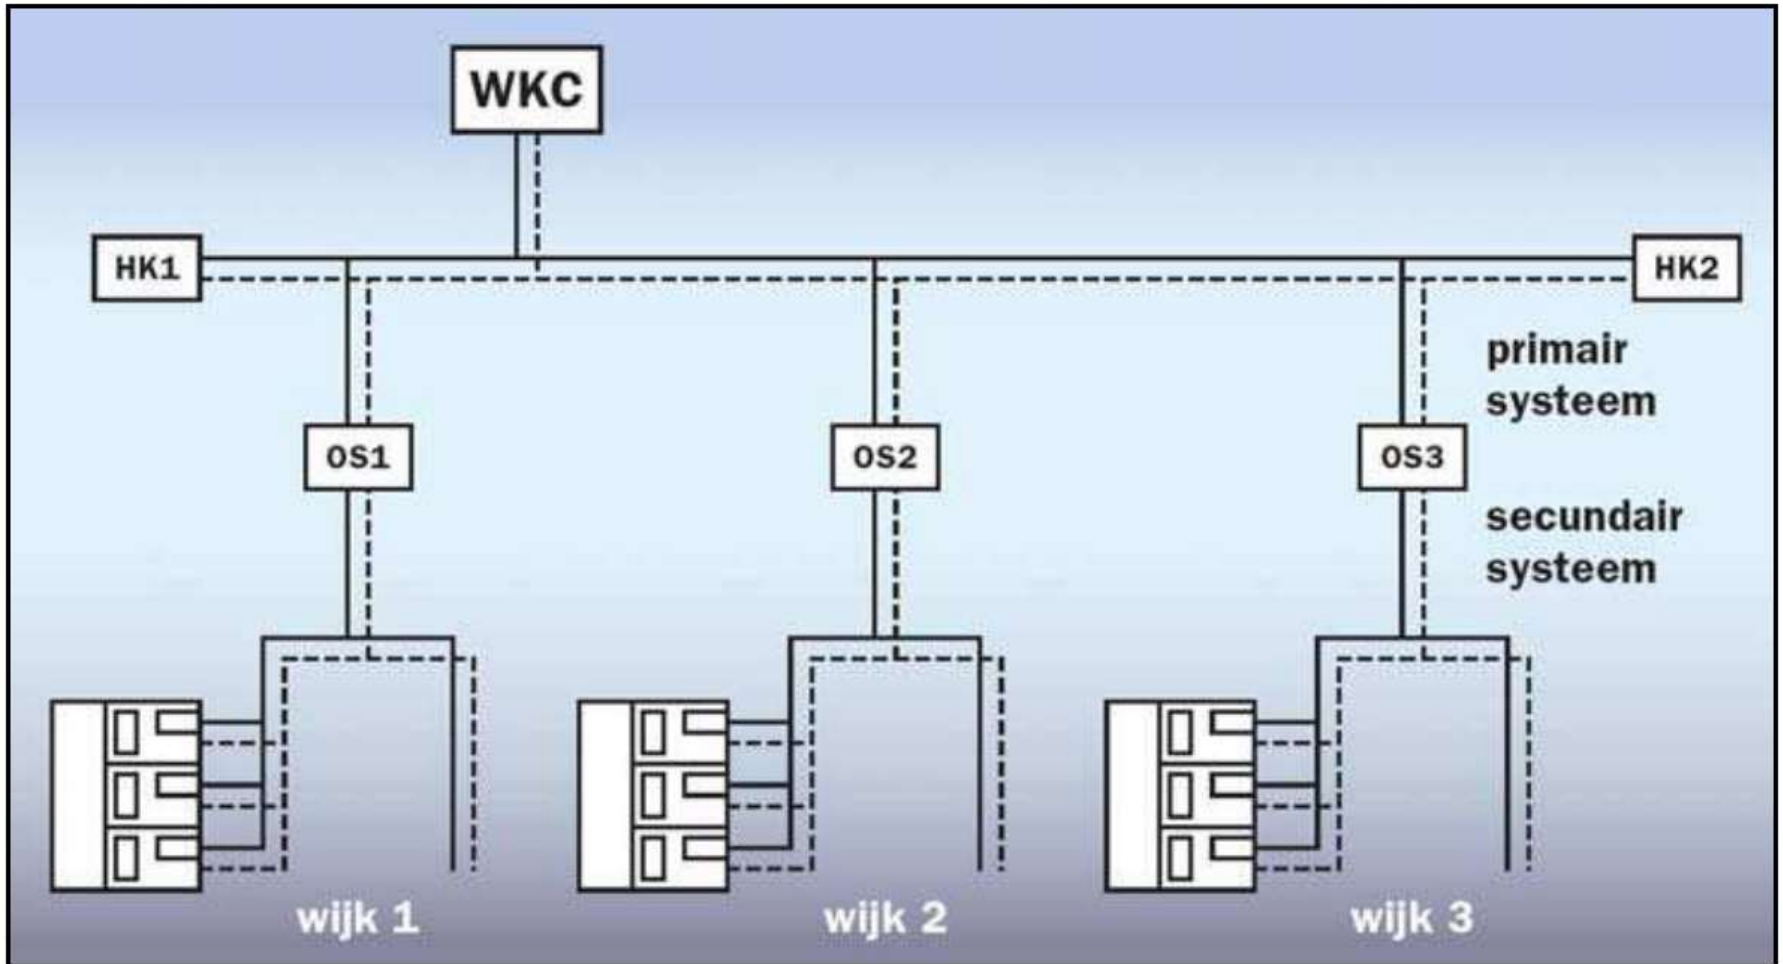 WKC
HK1
HK2
primair
systeem
OS1
OS2
OS3
secundair
systeem
wijk 1
wijk 2
wijk 3